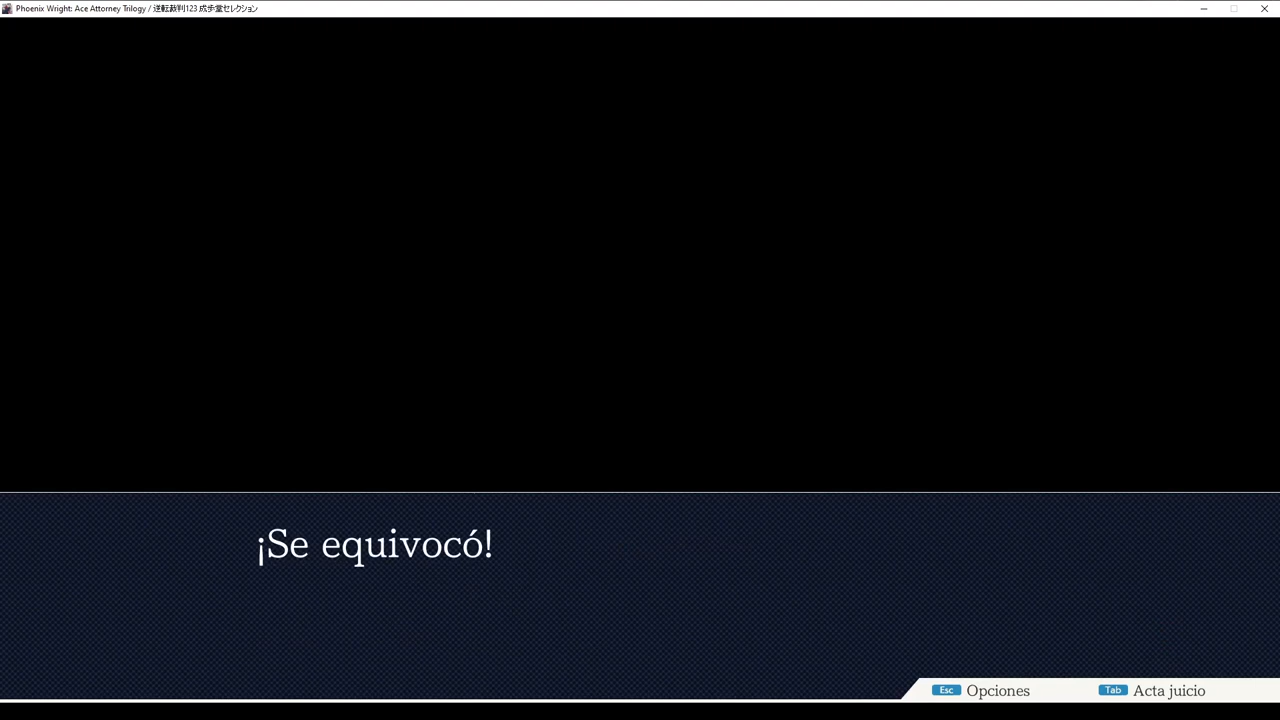 Phoenix Wright: Ace Attorney Trilogy / 逆転裁判123 成歩堂セレクション
¡Se equivocó!
Esc Opciones Tab Acta juicio